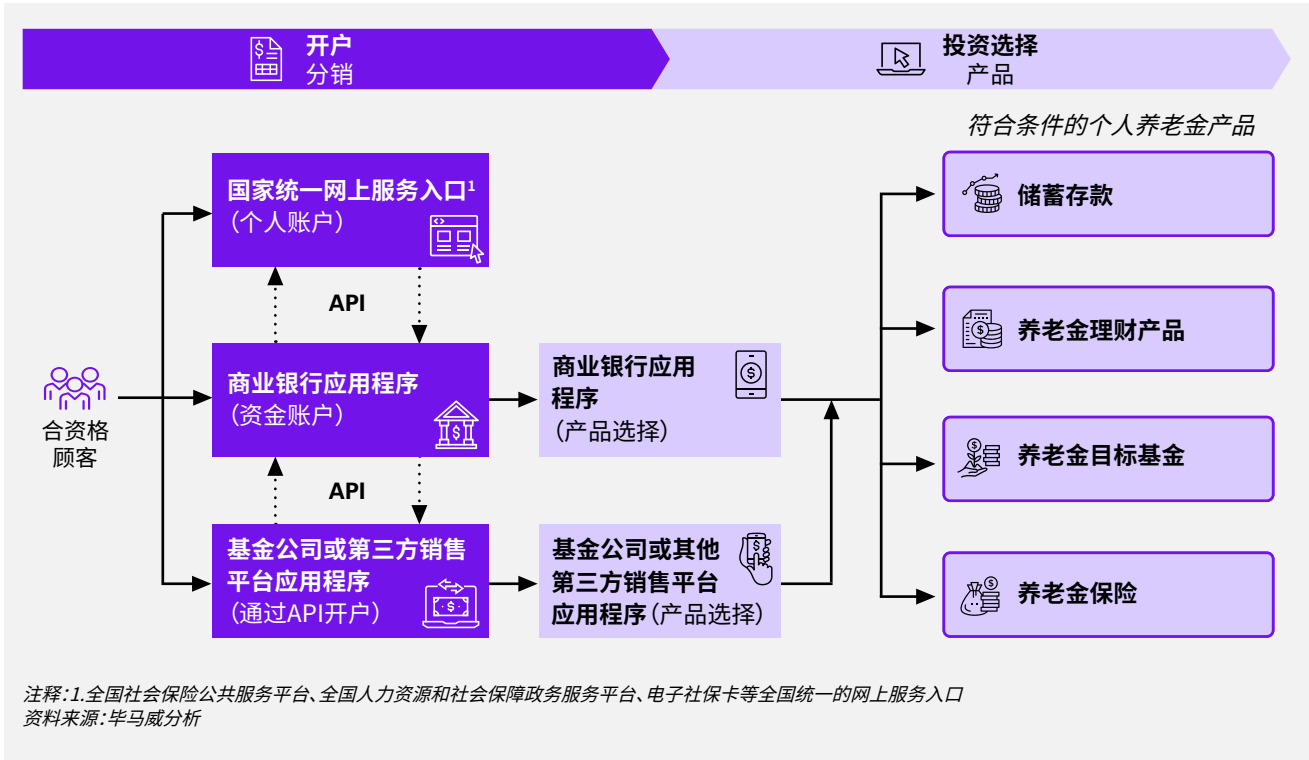 开户
分销
投资选择
产品
符合条件的个人养老金产品
国家统一网上服务入口¹
（个人账户）
API
商业银行应用程序
（资金账户）
API
基金公司或第三方销售
平台应用程序
（通过API开户）
合资格
顾客
商业银行应用
程序
（产品选择）
基金公司或其他
第三方销售平台
应用程序（产品选择）
储蓄存款
养老金理财产品
养老金目标基金
养老金保险
注释：1.全国社会保险公共服务平台、全国人力资源和社会保障政务服务平台、电子社保卡等全国统一的网上服务入口
资料来源：毕马威分析